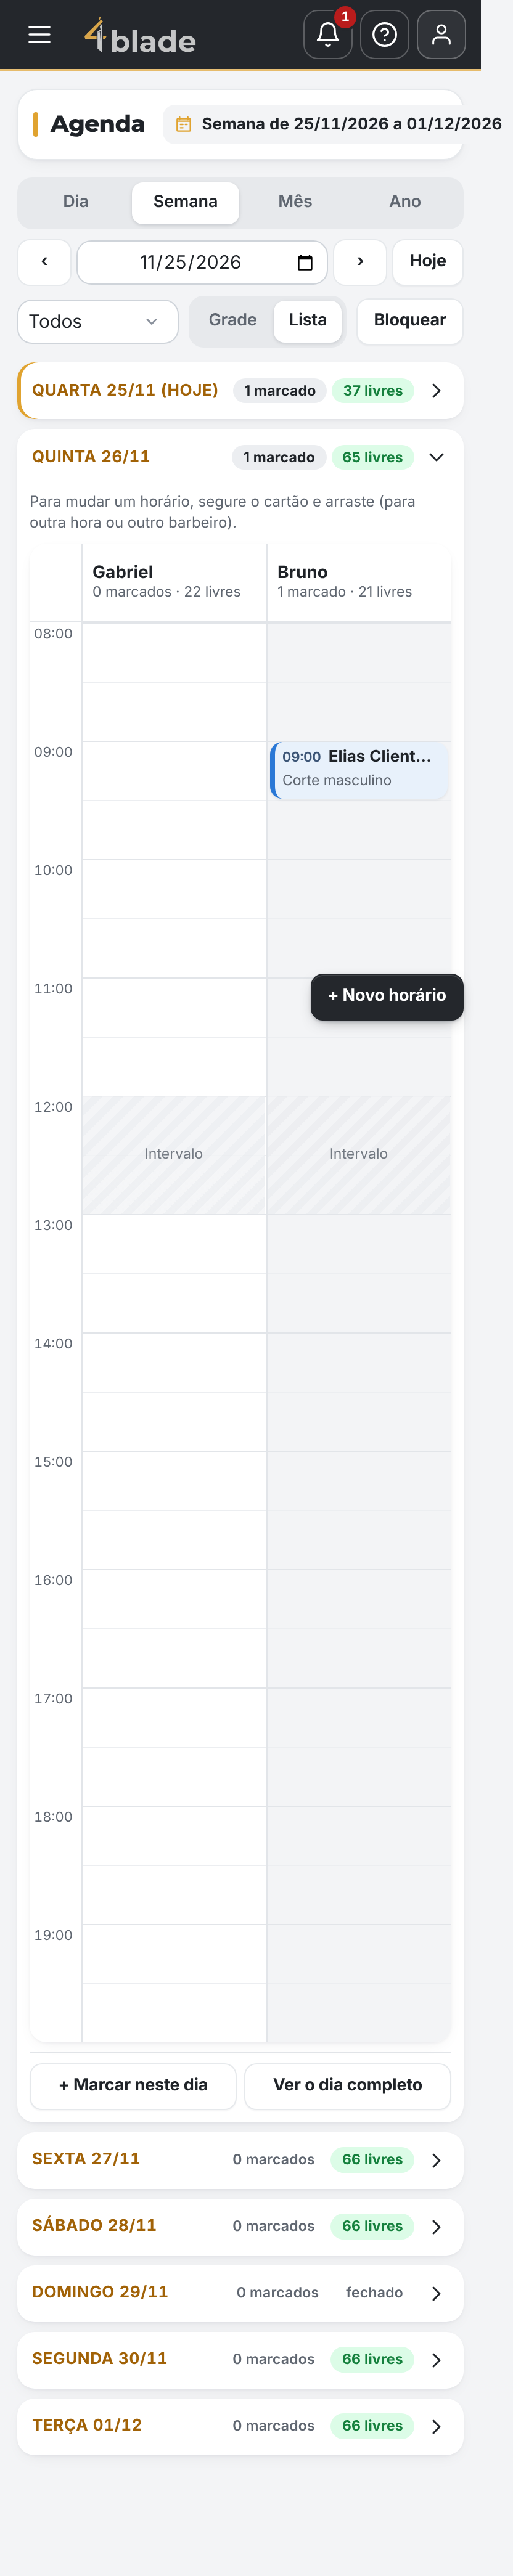 4blade
1
Agenda
Semana de 25/11/2026 a 01/12/2026
Dia
Semana
Mês
Ano
‹
11/25/2026
›
Hoje
Todos
Grade
Lista
Bloquear
QUARTA 25/11 (HOJE)
1 marcado
37 livres
QUINTA 26/11
1 marcado
65 livres
Para mudar um horário, segure o cartão e arraste (para
outra hora ou outro barbeiro).
Gabriel
0 marcados · 22 livres
Bruno
1 marcado · 21 livres
08:00
09:00
09:00 Elias Client...
Corte masculino
10:00
11:00
+ Novo horário
12:00
Intervalo
Intervalo
13:00
14:00
15:00
16:00
17:00
18:00
19:00
+ Marcar neste dia
Ver o dia completo
SEXTA 27/11
0 marcados
66 livres
SÁBADO 28/11
0 marcados
66 livres
DOMINGO 29/11
0 marcados
fechado
SEGUNDA 30/11
0 marcados
66 livres
TERÇA 01/12
0 marcados
66 livres